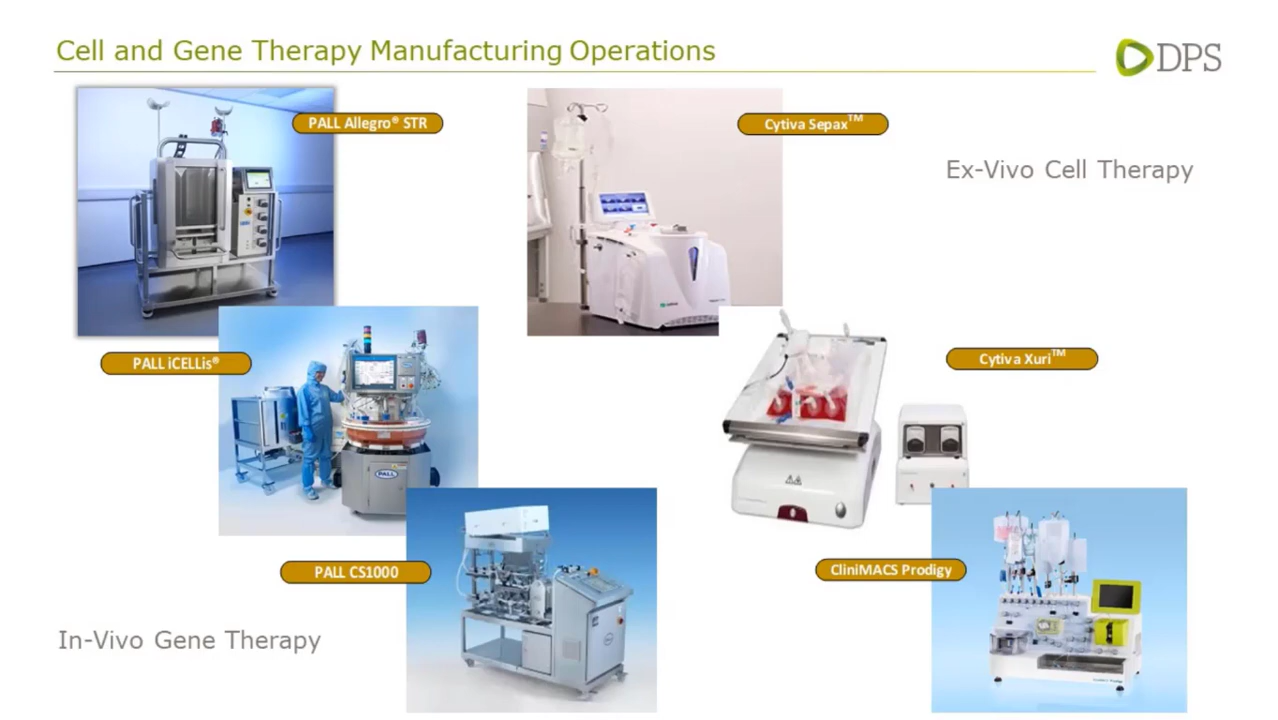 Cell and Gene Therapy Manufacturing Operations
DPS
PALL Allegro® STR
Cytiva Sepax™
Ex-Vivo Cell Therapy
PALL iCELLis®
Cytiva Xuri™
PALL
PALL CS1000
CliniMACS Prodigy
In-Vivo Gene Therapy